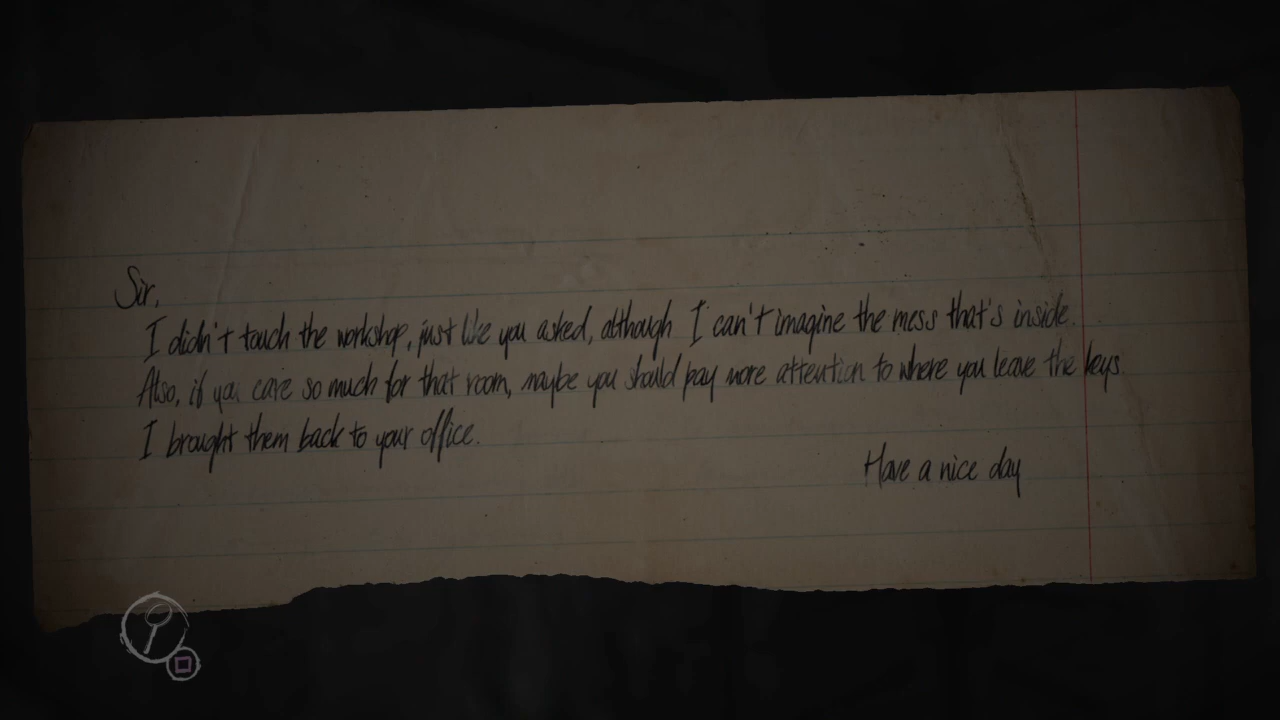 Sir,
I didn't touch the workshop, just like you asked, although I can't imagine the mess that's inside.
Also, if you care so much for that room, maybe you should pay more attention to where you leave the keys.
I brought them back to your office.
Have a nice day